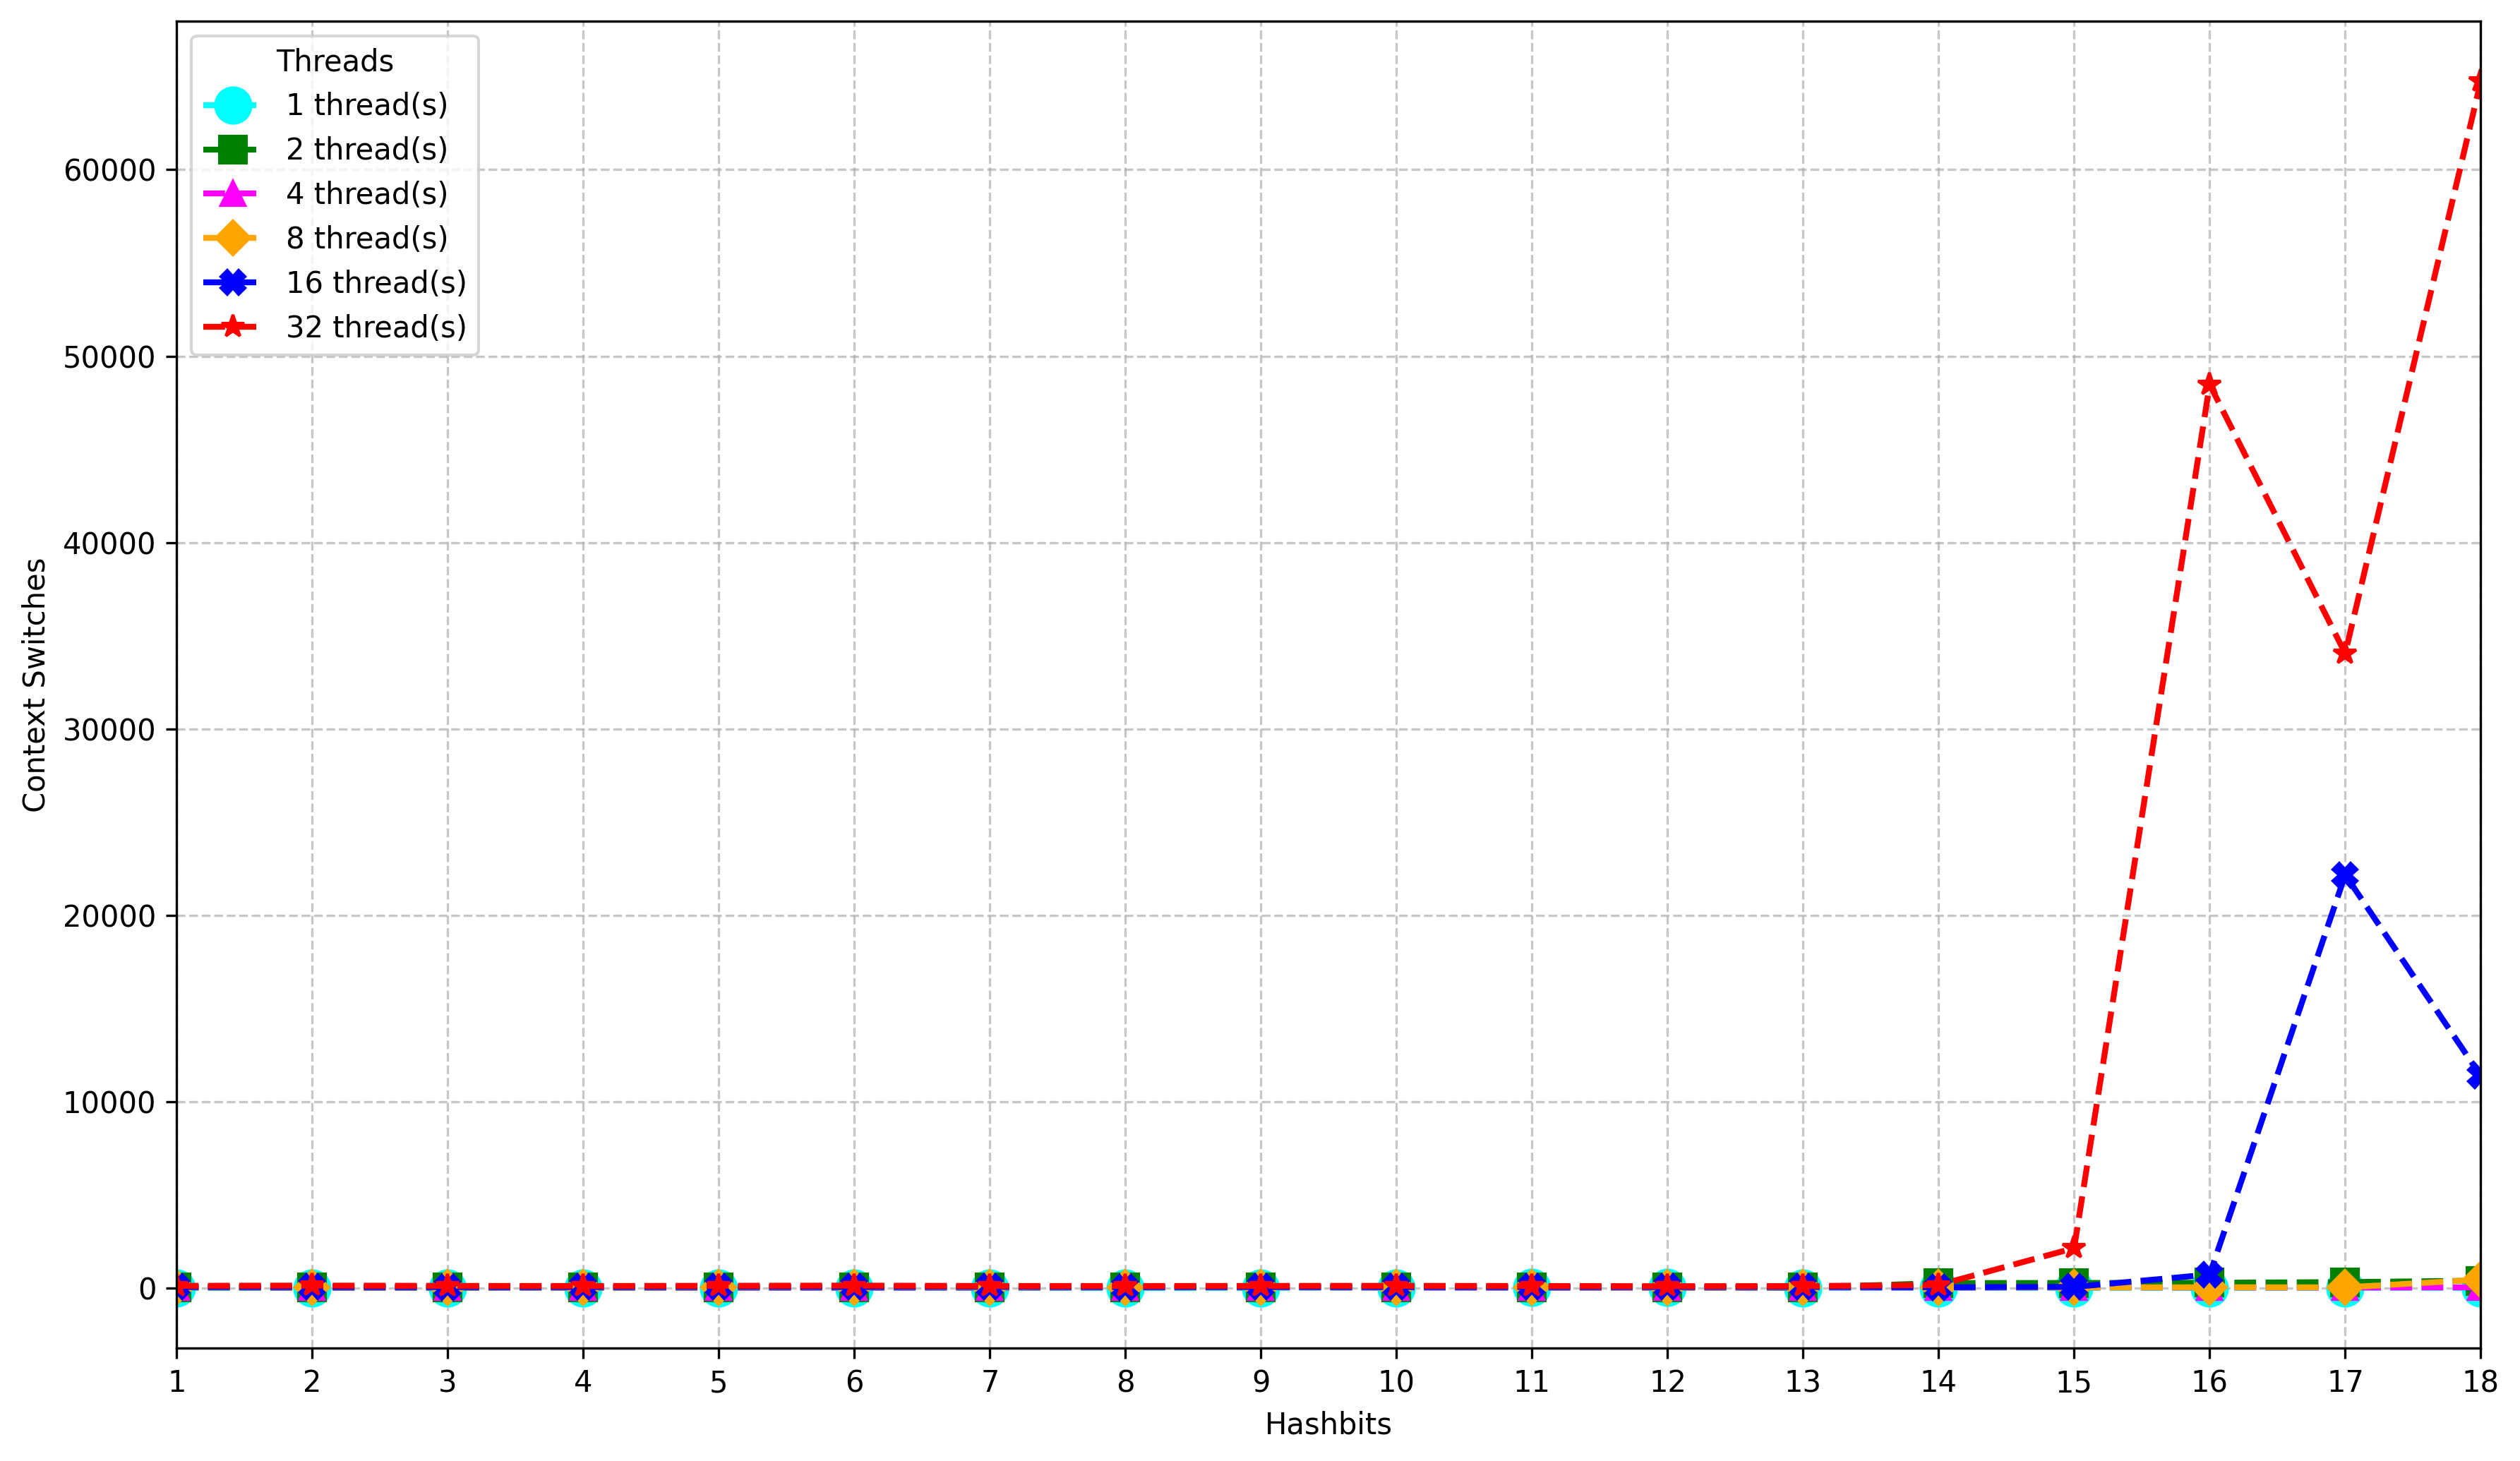 Threads
1 thread(s)
2 thread(s)
4 thread(s)
8 thread(s)
16 thread(s)
32 thread(s)
Context Switches
60000
50000
40000
30000
20000
10000
0
1 2 3 4 5 6 7 8 9 10 11 12 13 14 15 16 17 18
Hashbits